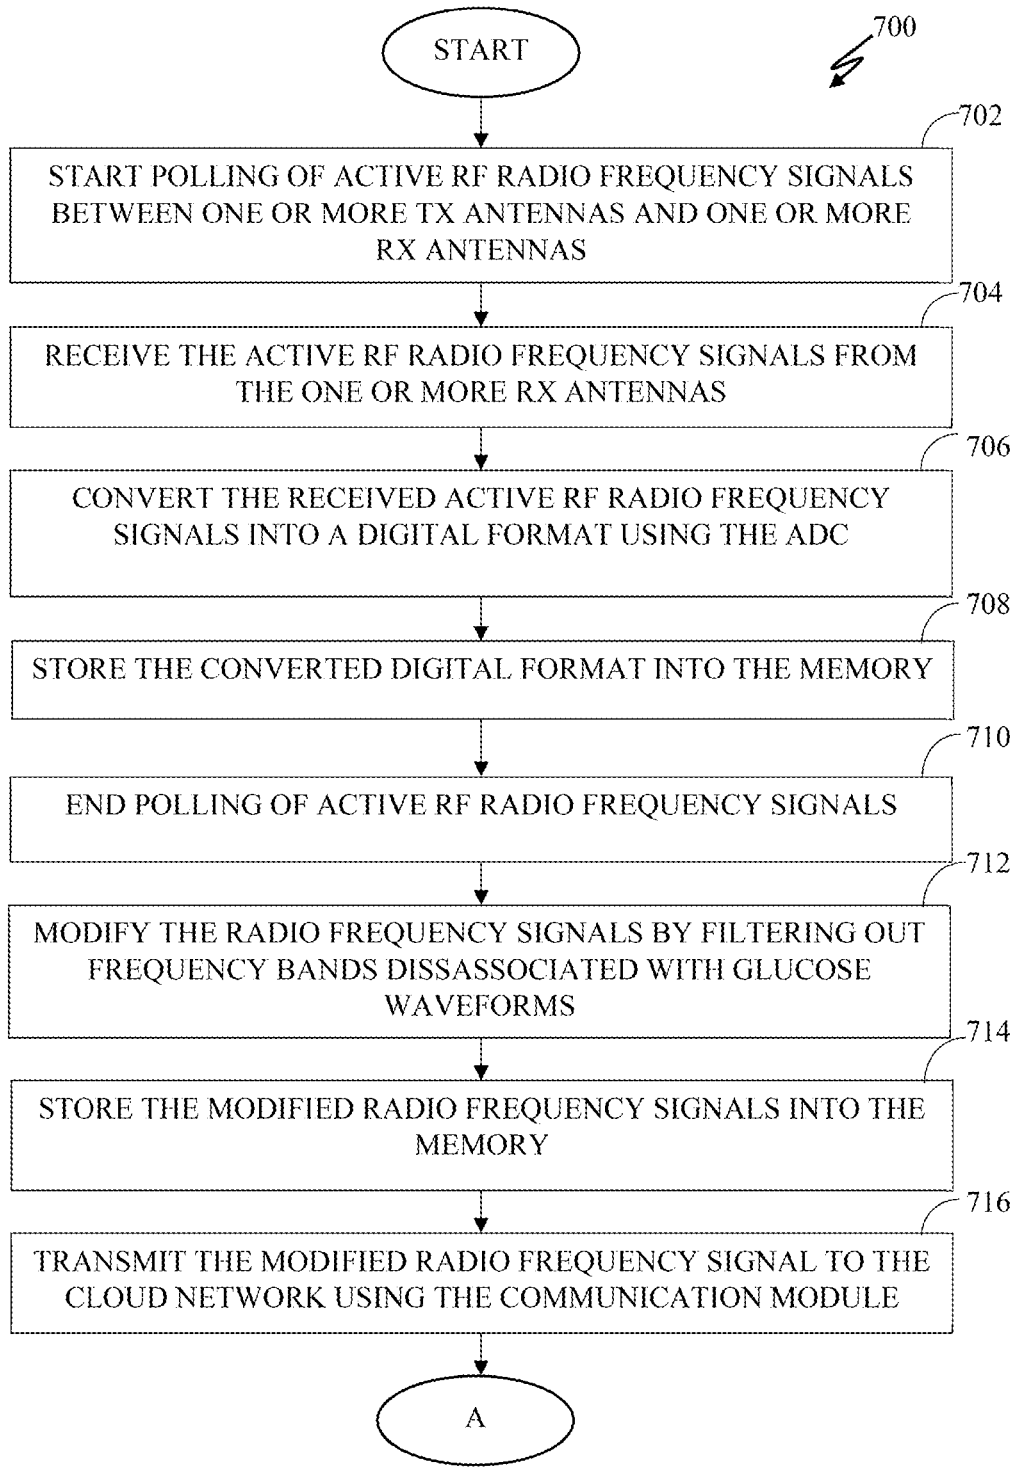 START
700
702
START POLLING OF ACTIVE RF RADIO FREQUENCY SIGNALS
BETWEEN ONE OR MORE TX ANTENNAS AND ONE OR MORE
RX ANTENNAS
704
RECEIVE THE ACTIVE RF RADIO FREQUENCY SIGNALS FROM
THE ONE OR MORE RX ANTENNAS
706
CONVERT THE RECEIVED ACTIVE RF RADIO FREQUENCY
SIGNALS INTO A DIGITAL FORMAT USING THE ADC
708
STORE THE CONVERTED DIGITAL FORMAT INTO THE MEMORY
710
END POLLING OF ACTIVE RF RADIO FREQUENCY SIGNALS
712
MODIFY THE RADIO FREQUENCY SIGNALS BY FILTERING OUT
FREQUENCY BANDS DISSASSOCIATED WITH GLUCOSE
WAVEFORMS
714
STORE THE MODIFIED RADIO FREQUENCY SIGNALS INTO THE
MEMORY
716
TRANSMIT THE MODIFIED RADIO FREQUENCY SIGNAL TO THE
CLOUD NETWORK USING THE COMMUNICATION MODULE
A